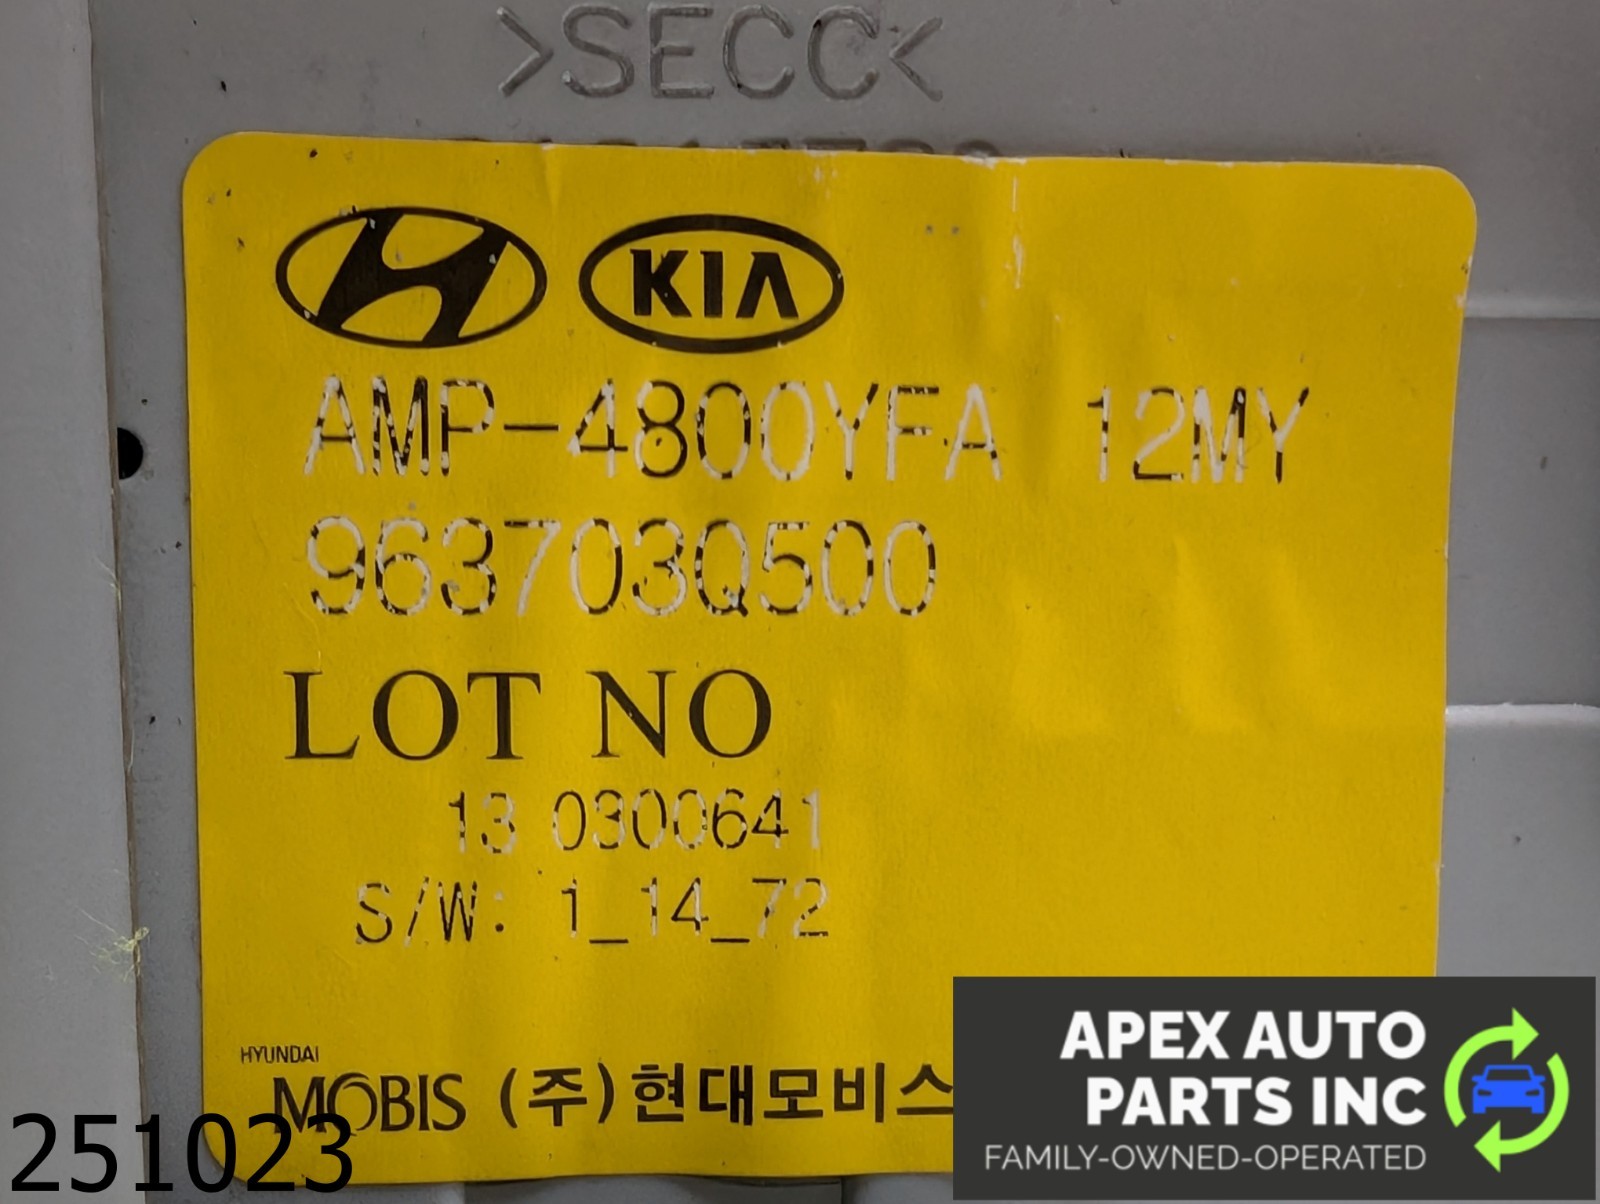 >SECC<
KIA
AMP-4800YFA 12MY
963703Q500
LOT NO
13 0300641
S/W: 1_14_72
HYUNDAI
MOBIS (주)현대모비스
251023
APEX AUTO
PARTS INC
FAMILY-OWNED-OPERATED